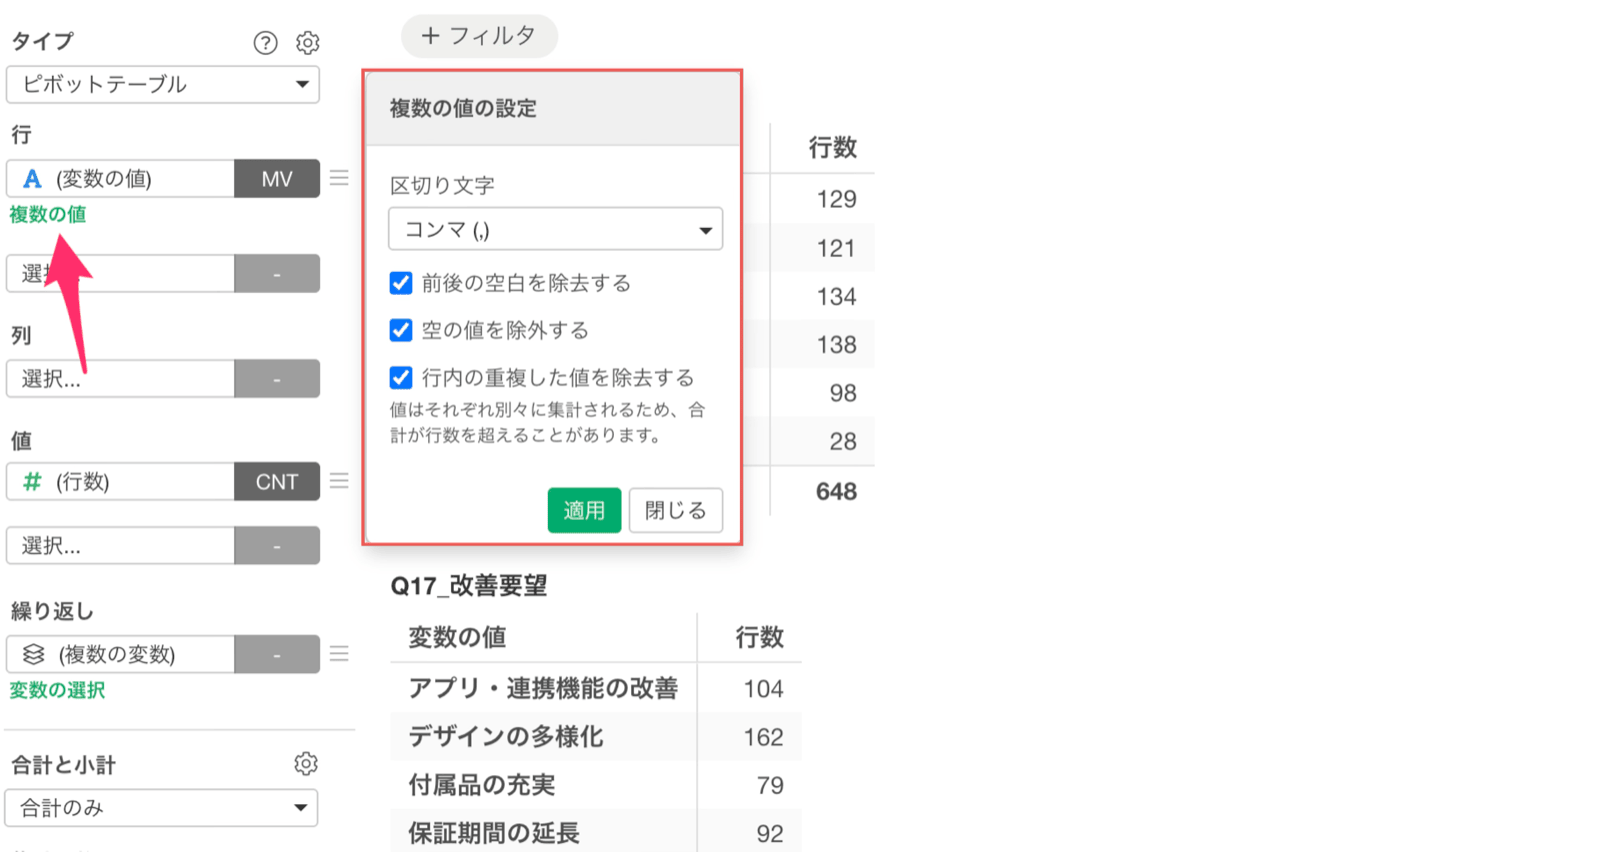 タイプ
ピボットテーブル
行
(変数の値) MV
複数の値
-
列
選択... -
値
(行数) CNT
選択... -
繰り返し
(複数の変数) -
変数の選択
合計と小計
合計のみ
+ フィルタ
複数の値の設定
区切り文字
コンマ (,)
前後の空白を除去する
空の値を除外する
行内の重複した値を除去する
値はそれぞれ別々に集計されるため、合
計が行数を超えることがあります。
適用 閉じる
行数
129
121
134
138
98
28
648
Q17_改善要望
変数の値 行数
アプリ・連携機能の改善 104
デザインの多様化 162
付属品の充実 79
保証期間の延長 92